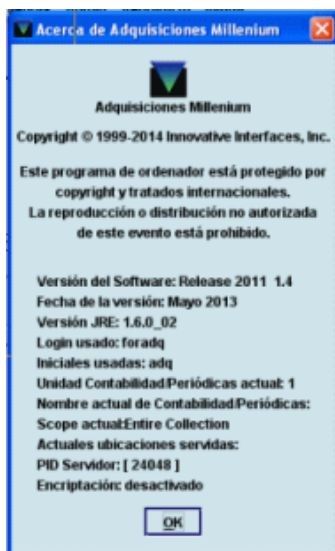 Acerca de Adquisiciones Millenium
Adquisiciones Millenium
Copyright © 1999-2014 Innovative Interfaces, Inc.
Este programa de ordenador está protegido por
copyright y tratados internacionales.
La reproducción o distribución no autorizada
de este evento está prohibido.
Versión del Software: Release 2011 1.4
Fecha de la versión: Mayo 2013
Versión JRE: 1.6.0_02
Login usado: foradq
Iniciales usadas: adq
Unidad Contabilidad/Periódicas actual: 1
Nombre actual de Contabilidad/Periódicas:
Scope actual:Entire Collection
Actuales ubicaciones servidas:
PID Servidor: [ 24048 ]
Encriptación: desactivado
OK